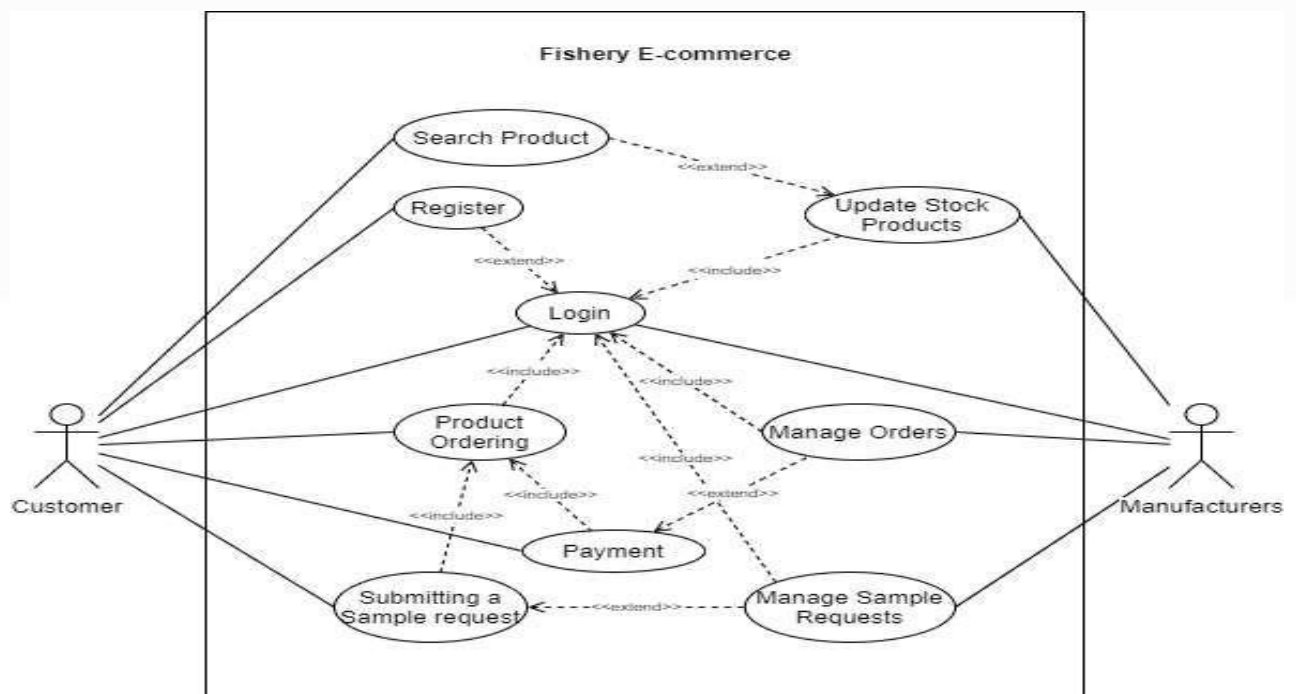 Fishery E-commerce
Search Product
<<extend>>
Register
Update Stock
Products
<<extend>>
<<include>>
Login
<<include>>
<<include>>
Product
Ordering
Manage Orders
<<include>>
Customer
Manufacturers
<<include>>
<<extend>>
<<include>>
Payment
Submitting a
Sample request
<<extend>>
Manage Sample
Requests